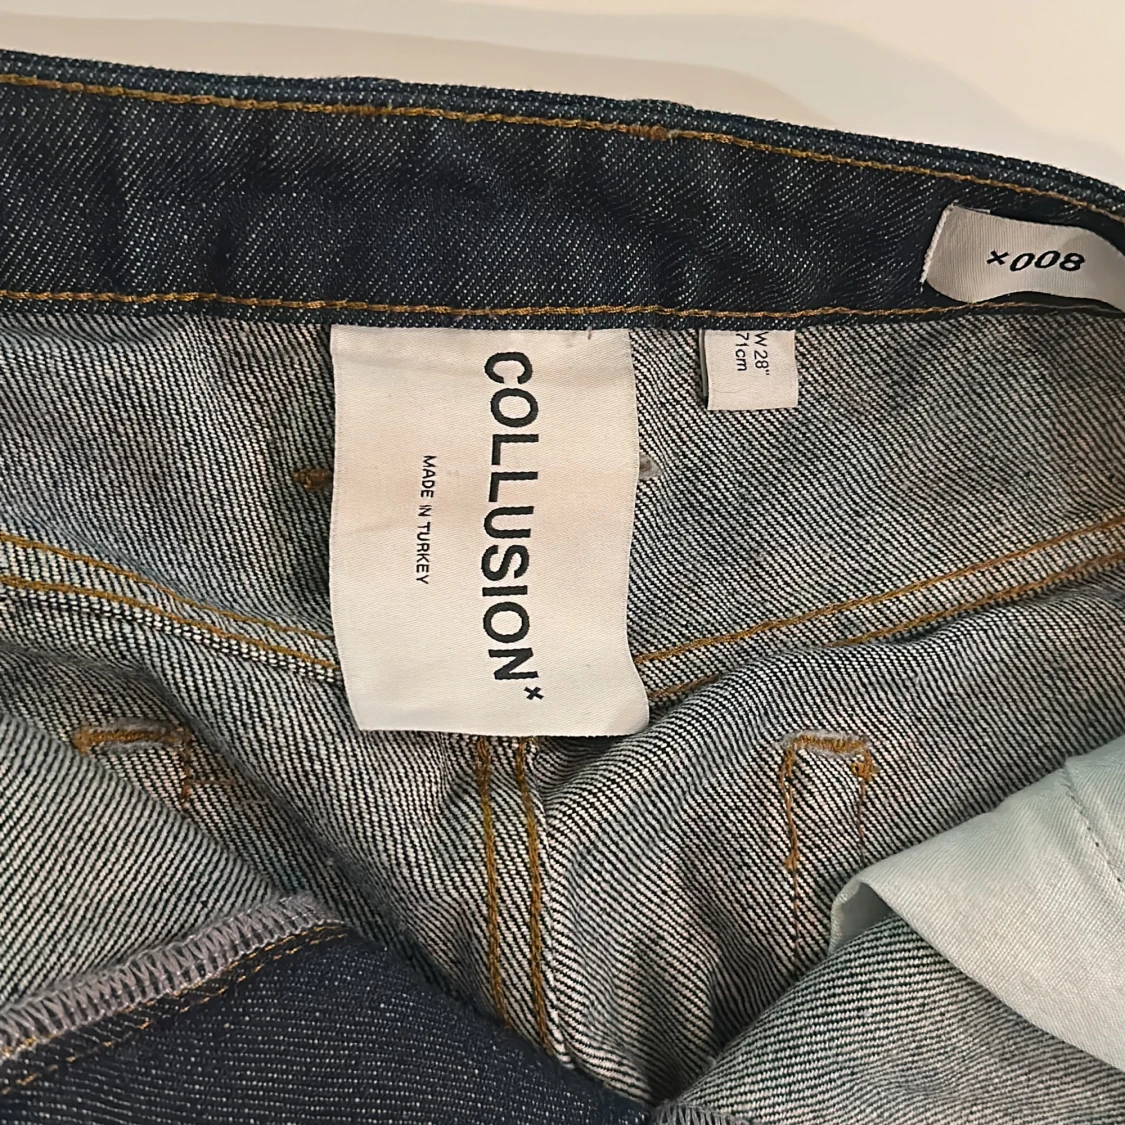 ×008
COLLUSION×
MADE IN TURKEY
W 28"
71cm